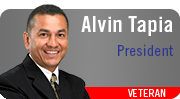 Alvin Tapia
President
VETERAN